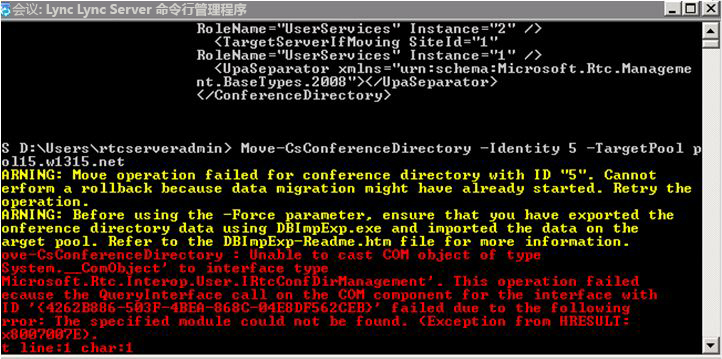 会议: Lync Lync Server 命令行管理程序
RoleName="UserServices" Instance="2" />
<TargetServerIfMoving SiteId="1"
RoleName="UserServices" Instance="1" />
<UpaSeparator xmlns="urn:schema:Microsoft.Rtc.Manageme
nt.BaseTypes.2008"></UpaSeparator>
</ConferenceDirectory>
S D:\Users\rtcserveradmin> Move-CsConferenceDirectory -Identity 5 -TargetPool p
ol15.w1315.net
ARNING: Move operation failed for conference directory with ID "5". Cannot
erform a rollback because data migration might have already started. Retry the
operation.
ARNING: Before using the -Force parameter, ensure that you have exported the
onference directory data using DBImpExp.exe and imported the data on the
arget pool. Refer to the DBImpExp-Readme.htm file for more information.
ove-CsConferenceDirectory : Unable to cast COM object of type
System.__ComObject' to interface type
Microsoft.Rtc.Interop.User.IRtcConfDirManagement'. This operation failed
ecause the QueryInterface call on the COM component for the interface with
ID '{4262B886-503F-4BEA-868C-04E8DF562CEB}' failed due to the following
error: The specified module could not be found. (Exception from HRESULT:
x8007007E).
t line:1 char:1